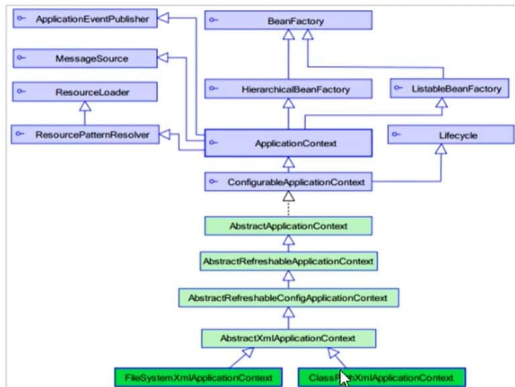 ApplicationEventPublisher
BeanFactory
MessageSource
ResourceLoader
HierarchicalBeanFactory
ListableBeanFactory
ResourcePatternResolver
ApplicationContext
Lifecycle
ConfigurableApplicationContext
AbstractApplicationContext
AbstractRefreshableApplicationContext
AbstractRefreshableConfigApplicationContext
AbstractXmlApplicationContext
FileSystemXmlApplicationContext
ClassPathXmlApplicationContext